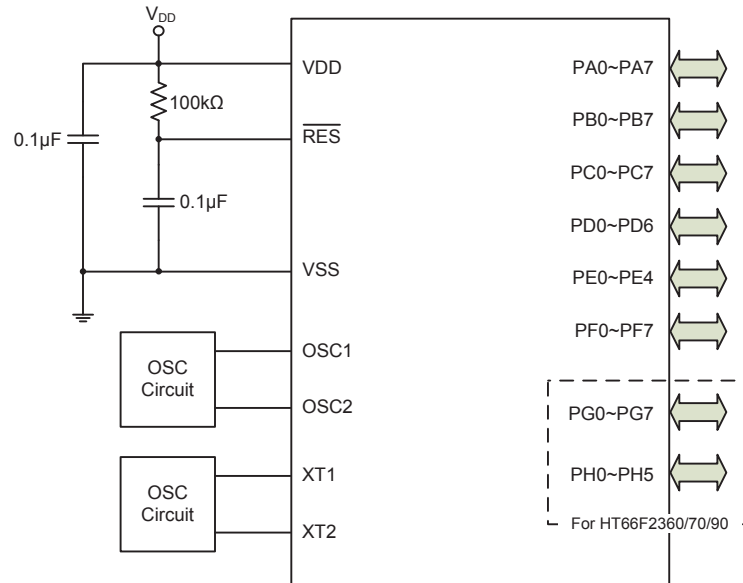 VDD
VDD
100kΩ
0.1µF
RES
0.1µF
VSS
OSC Circuit
OSC1
OSC2
OSC Circuit
XT1
XT2
PA0~PA7
PB0~PB7
PC0~PC7
PD0~PD6
PE0~PE4
PF0~PF7
PG0~PG7
PH0~PH5
For HT66F2360/70/90